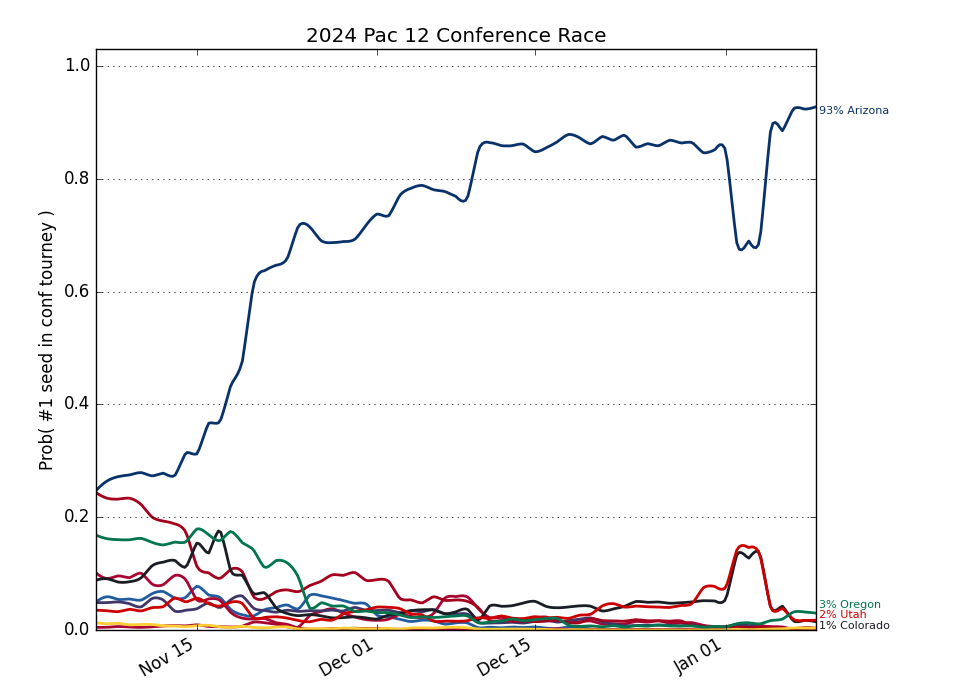 2024 Pac 12 Conference Race
Prob( #1 seed in conf tourney )
1.0
0.8
0.6
0.4
0.2
0.0
Nov 15
Dec 01
Dec 15
Jan 01
93% Arizona
3% Oregon
2% Utah
1% Colorado